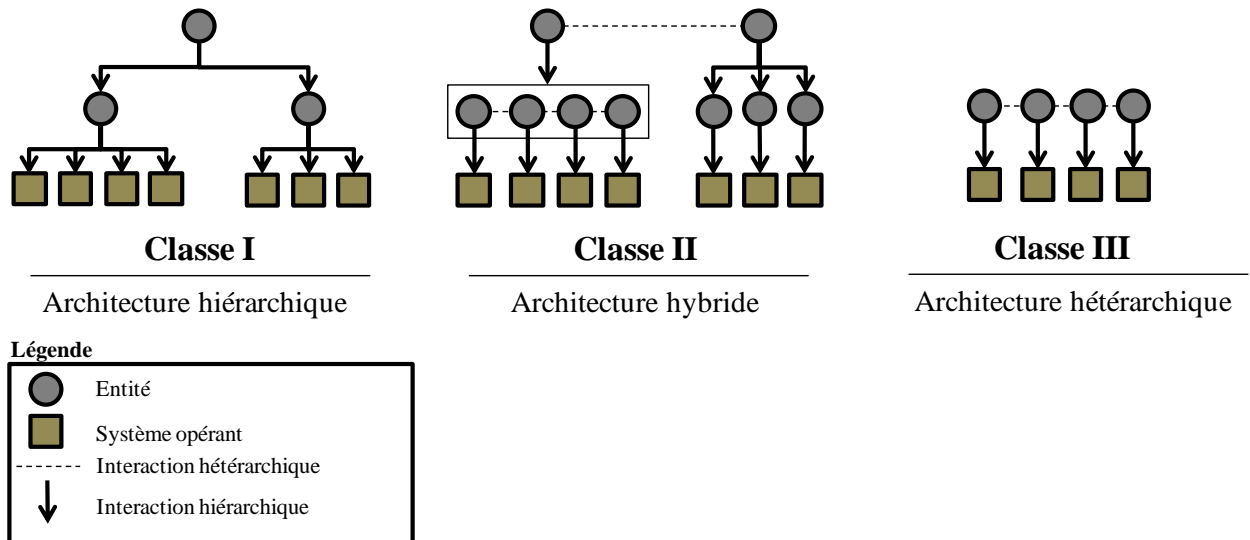 Classe I
Architecture hiérarchique
Classe II
Architecture hybride
Classe III
Architecture hétérarchique
Légende
Entité
Système opérant
Interaction hétérarchique
Interaction hiérarchique